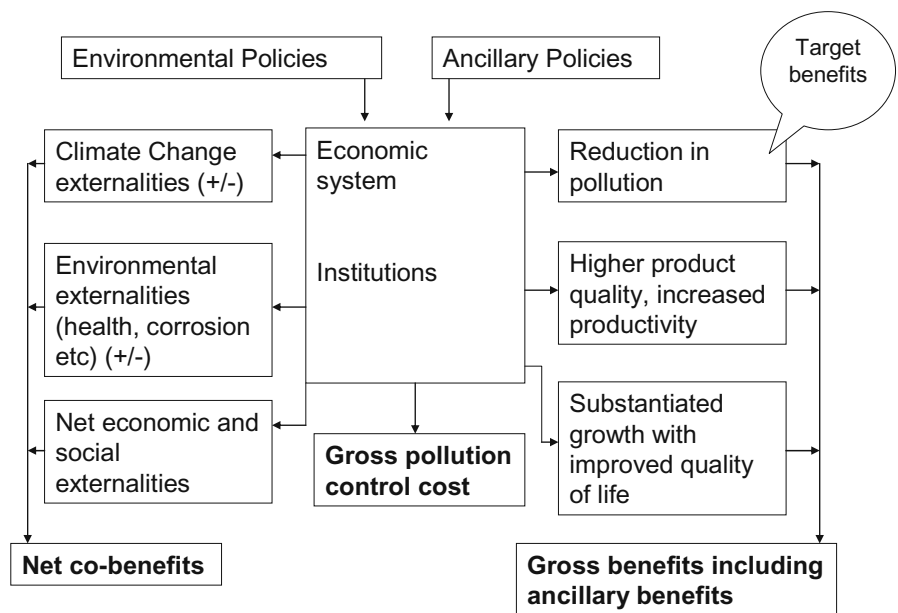 Environmental Policies
Ancillary Policies
Target
benefits
Climate Change
externalities (+/-)
Economic
system
Institutions
Reduction in
pollution
Environmental
externalities
(health, corrosion
etc) (+/-)
Higher product
quality, increased
productivity
Net economic and
social
externalities
Gross pollution
control cost
Substantiated
growth with
improved quality
of life
Net co-benefits
Gross benefits including
ancillary benefits